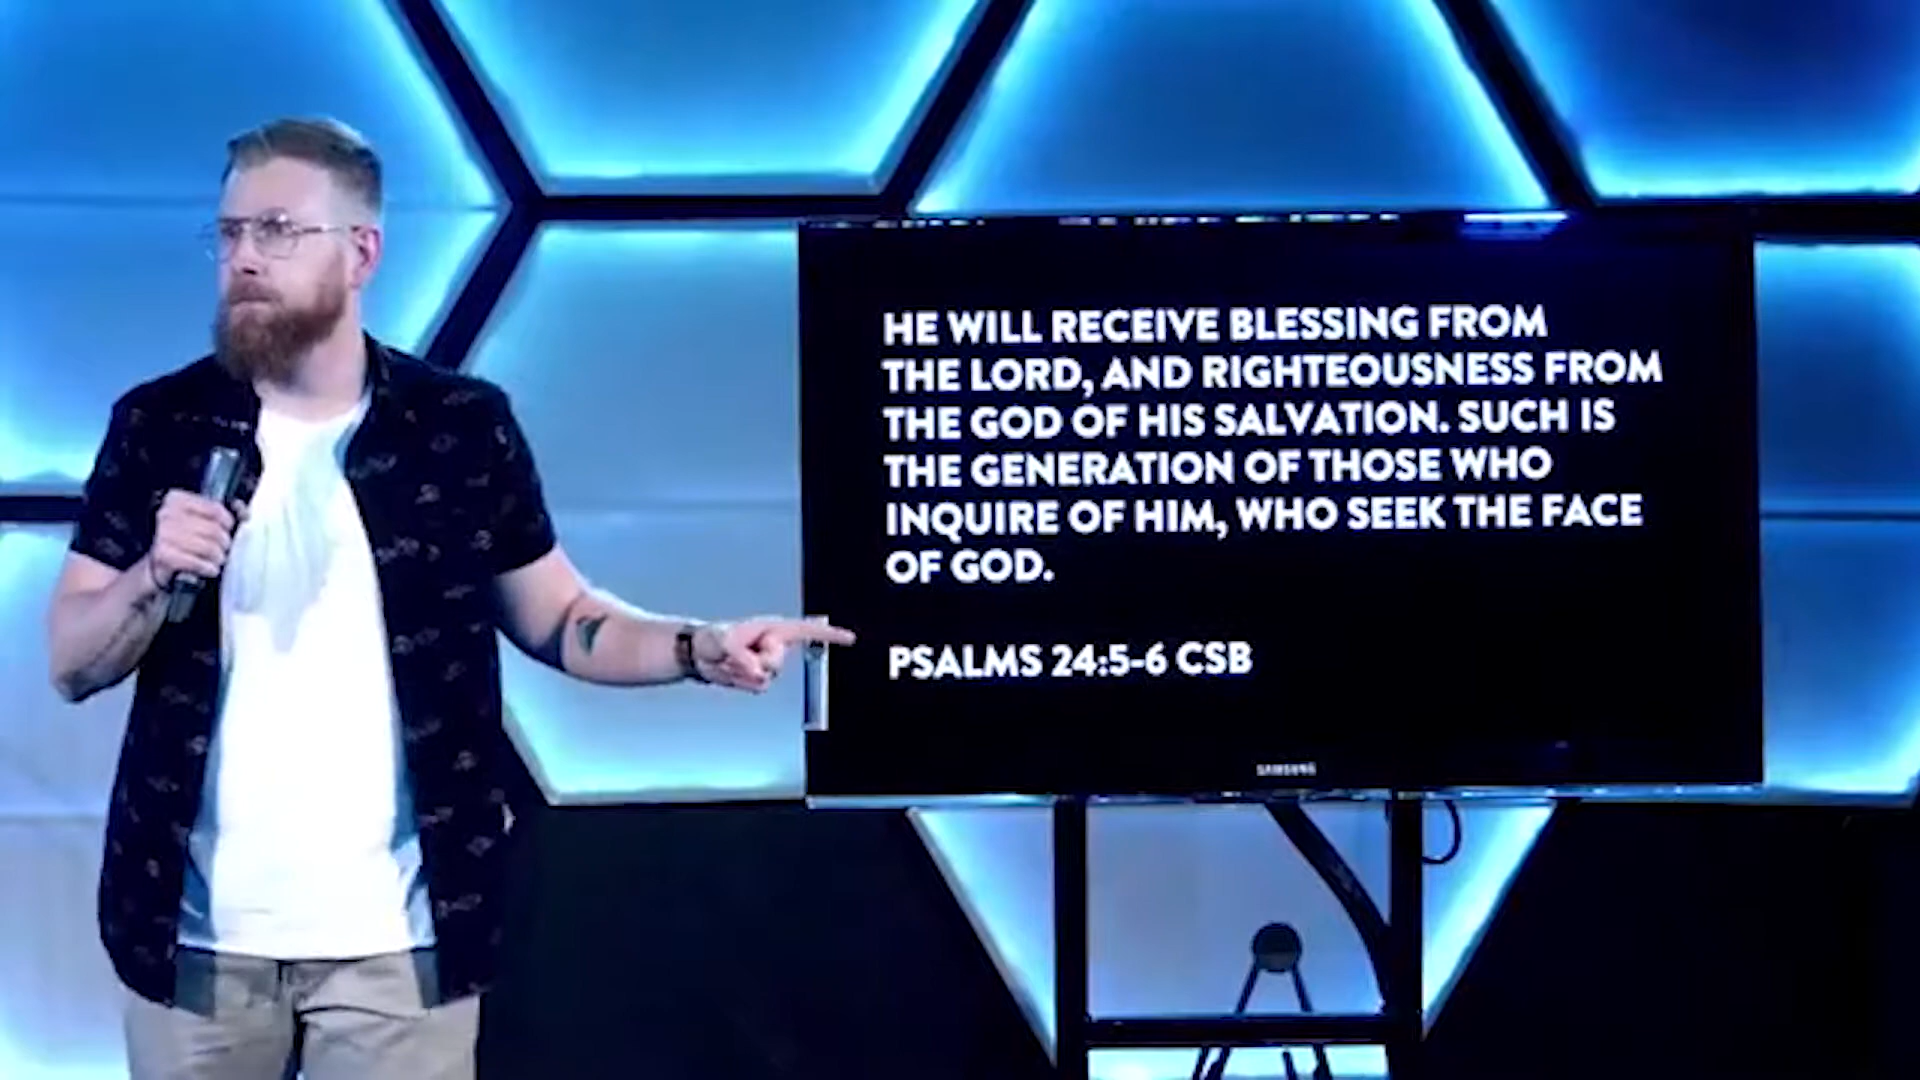 HE WILL RECEIVE BLESSING FROM
THE LORD, AND RIGHTEOUSNESS FROM
THE GOD OF HIS SALVATION. SUCH IS
THE GENERATION OF THOSE WHO
INQUIRE OF HIM, WHO SEEK THE FACE
OF GOD.
PSALMS 24:5-6 CSB
SAMSUNG